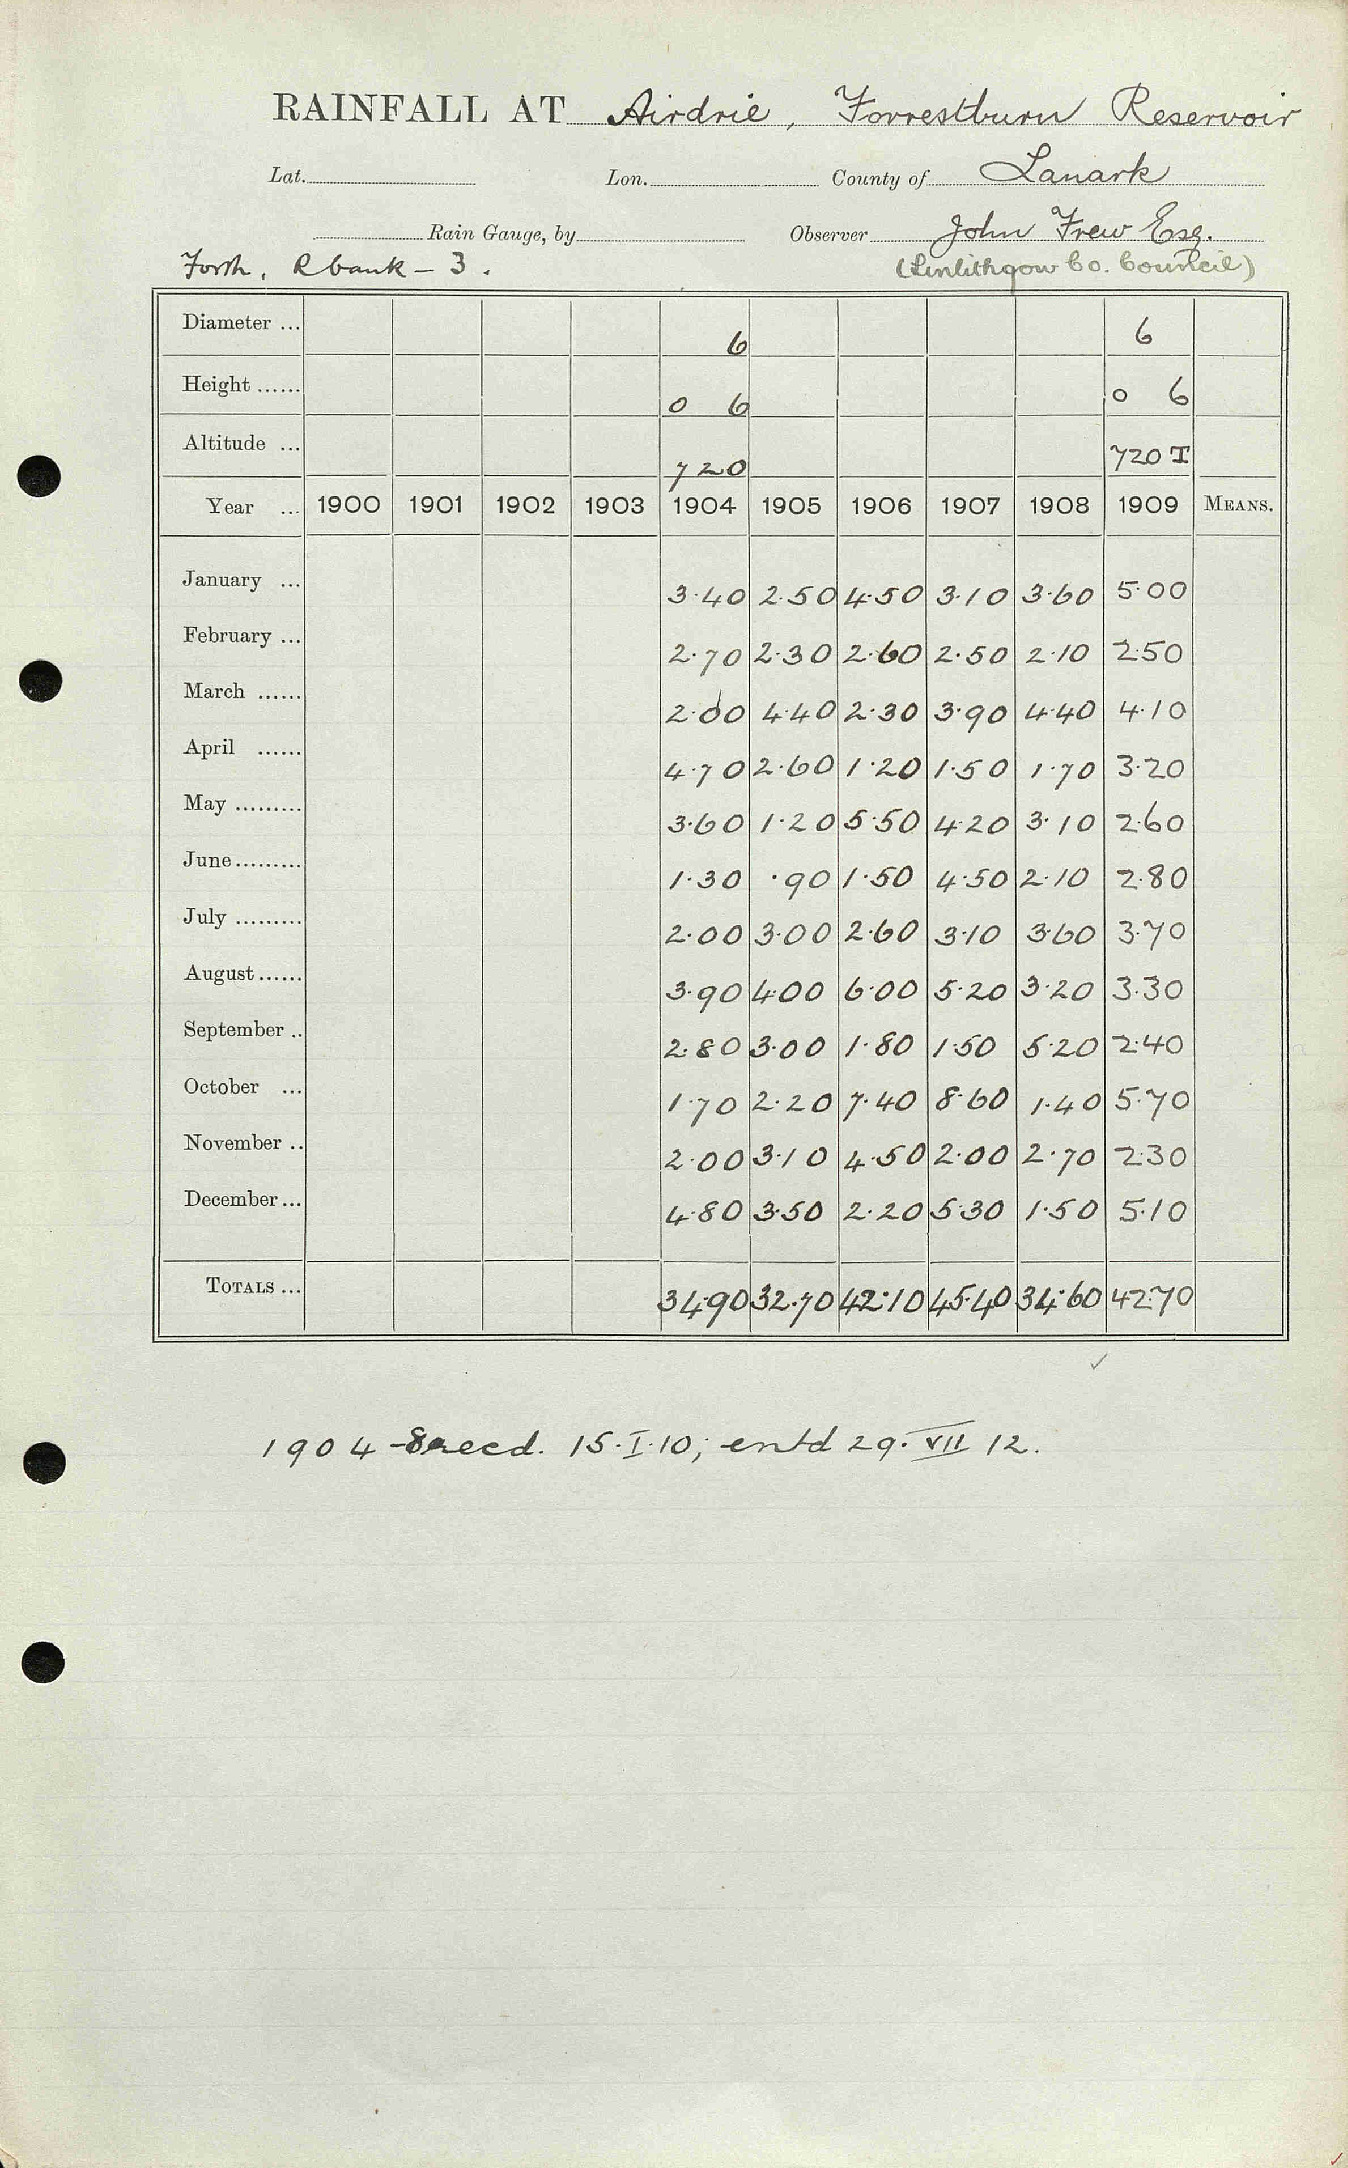 RAINFALL AT Airdrie, Forrestburn Reservoir
Lat. Lon. County of Lanark
Rain Gauge, by Observer John Frew Esq.
Forth, R bank - 3. (Linlithgow Co. Council)
Diameter ... 6 6
Height ...... 0 6 0 6
Altitude ... 720 720 T
Year ... 1900 1901 1902 1903 1904 1905 1906 1907 1908 1909 MEANS.
January ... 3.40 2.50 4.50 3.10 3.60 5.00
February ... 2.70 2.30 2.60 2.50 2.10 2.50
March ...... 2.00 4.40 2.30 3.90 4.40 4.10
April ...... 4.70 2.60 1.20 1.50 1.70 3.20
May ......... 3.60 1.20 5.50 4.20 3.10 2.60
June ......... 1.30 .90 1.50 4.50 2.10 2.80
July ......... 2.00 3.00 2.60 3.10 3.60 3.70
August ...... 3.90 4.00 6.00 5.20 3.20 3.30
September .. 2.80 3.00 1.80 1.50 5.20 2.40
October ... 1.70 2.20 7.40 8.60 1.40 5.70
November .. 2.00 3.10 4.50 2.00 2.70 2.30
December ... 4.80 3.50 2.20 5.30 1.50 5.10
TOTALS ... 34.90 32.70 42.10 45.40 34.60 42.70
1904-8 recd. 15.I.10; entd 29.VII 12.